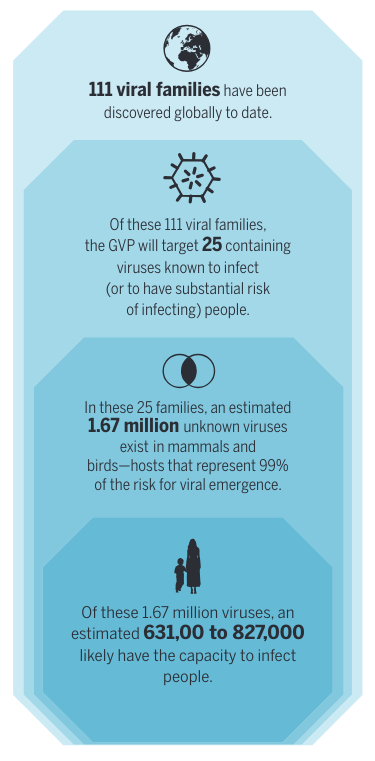 111 viral families have been
discovered globally to date.
Of these 111 viral families,
the GVP will target 25 containing
viruses known to infect
(or to have substantial risk
of infecting) people.
In these 25 families, an estimated
1.67 million unknown viruses
exist in mammals and
birds—hosts that represent 99%
of the risk for viral emergence.
Of these 1.67 million viruses, an
estimated 631,00 to 827,000
likely have the capacity to infect
people.